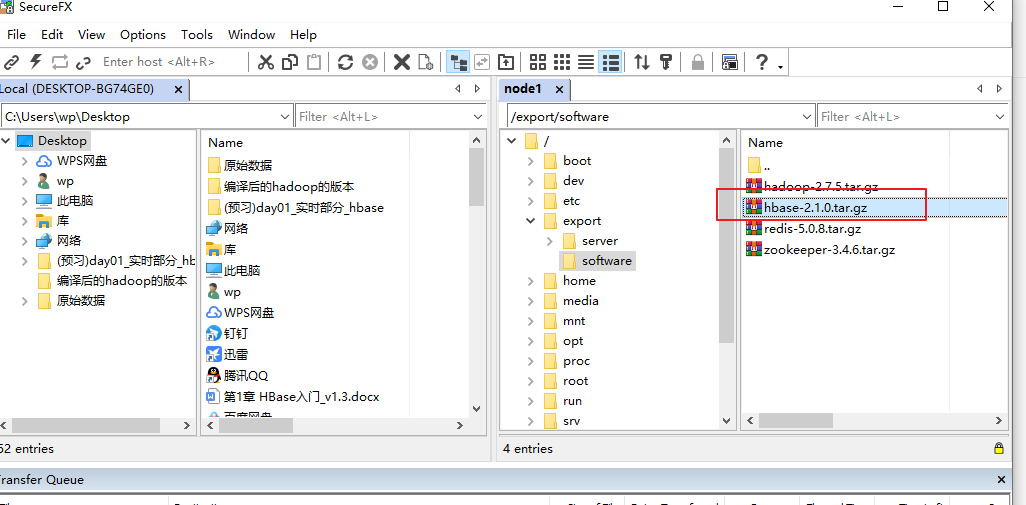 SecureFX
File Edit View Options Tools Window Help
Enter host <Alt+R>
Local (DESKTOP-BG74GE0)
C:\Users\wp\Desktop
Filter <Alt+L>
Desktop
WPS网盘
wp
此电脑
库
网络
(预习)day01_实时部分_hb
编译后的hadoop的版本
原始数据
Name
原始数据
编译后的hadoop的版本
(预习)day01_实时部分_hbase
网络
库
此电脑
wp
WPS网盘
钉钉
迅雷
腾讯QQ
第1章 HBase入门_v1.3.docx
百度网盘
52 entries
node1
/export/software
Filter <Alt+L>
/
boot
dev
etc
export
server
software
home
media
mnt
opt
proc
root
run
srv
Name
..
hadoop-2.7.5.tar.gz
hbase-2.1.0.tar.gz
redis-5.0.8.tar.gz
zookeeper-3.4.6.tar.gz
4 entries
Transfer Queue